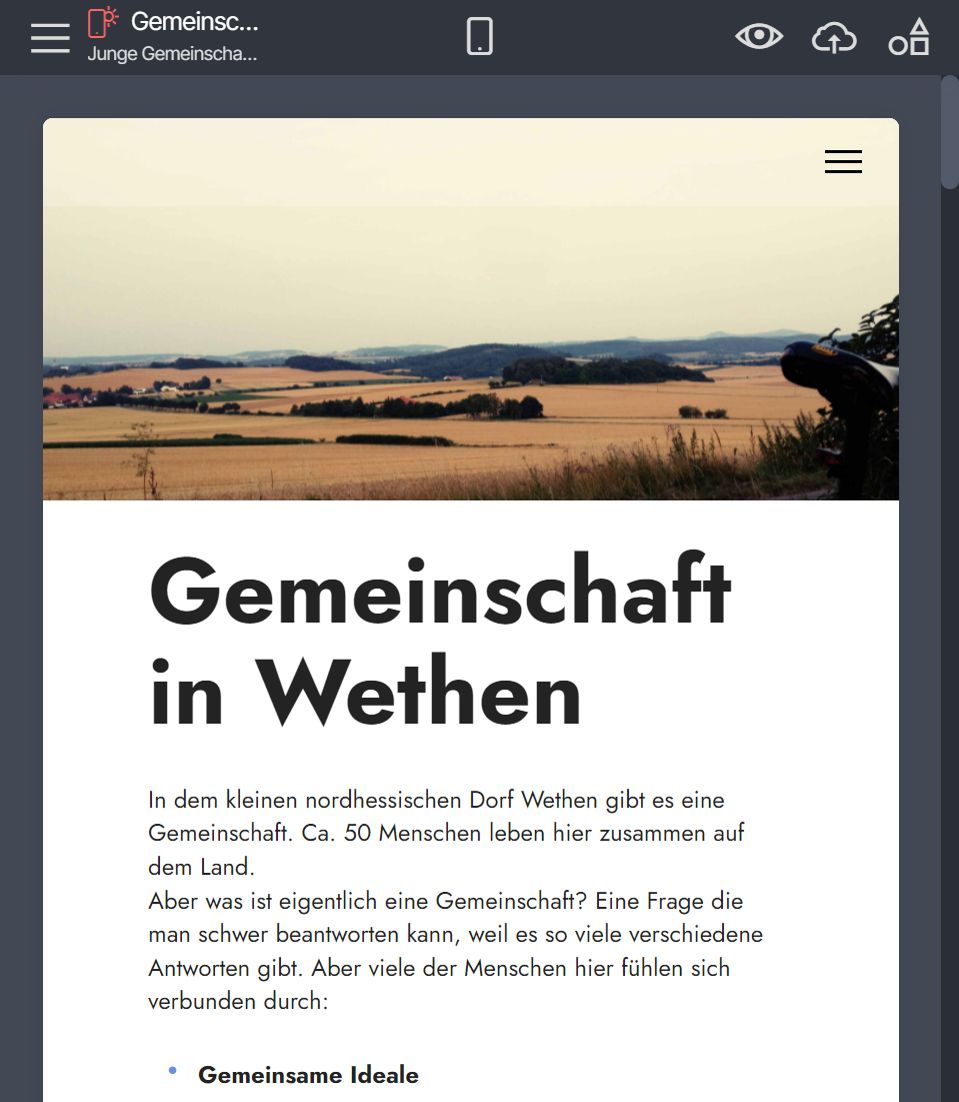 Gemeinsc...
Junge Gemeinscha...
Gemeinschaft
in Wethen
In dem kleinen nordhessischen Dorf Wethen gibt es eine
Gemeinschaft. Ca. 50 Menschen leben hier zusammen auf
dem Land.
Aber was ist eigentlich eine Gemeinschaft? Eine Frage die
man schwer beantworten kann, weil es so viele verschiedene
Antworten gibt. Aber viele der Menschen hier fühlen sich
verbunden durch:
• Gemeinsame Ideale